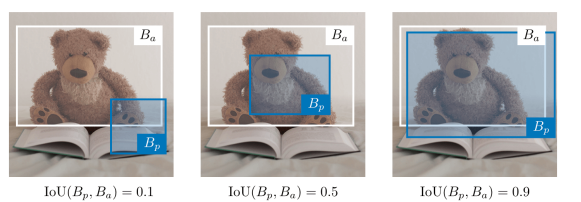 $B_a$ $B_a$ $B_a$
$B_p$
$B_p$ $B_p$
IoU($B_p, B_a$) = 0.1 IoU($B_p, B_a$) = 0.5 IoU($B_p, B_a$) = 0.9